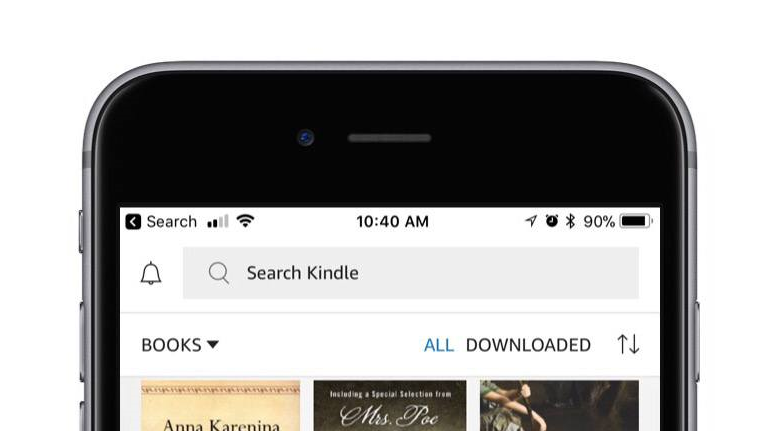 Search 10:40 AM 90%
Search Kindle
BOOKS ALL DOWNLOADED
Anna Karenina
Including a Special Selection from
Mrs. Poe